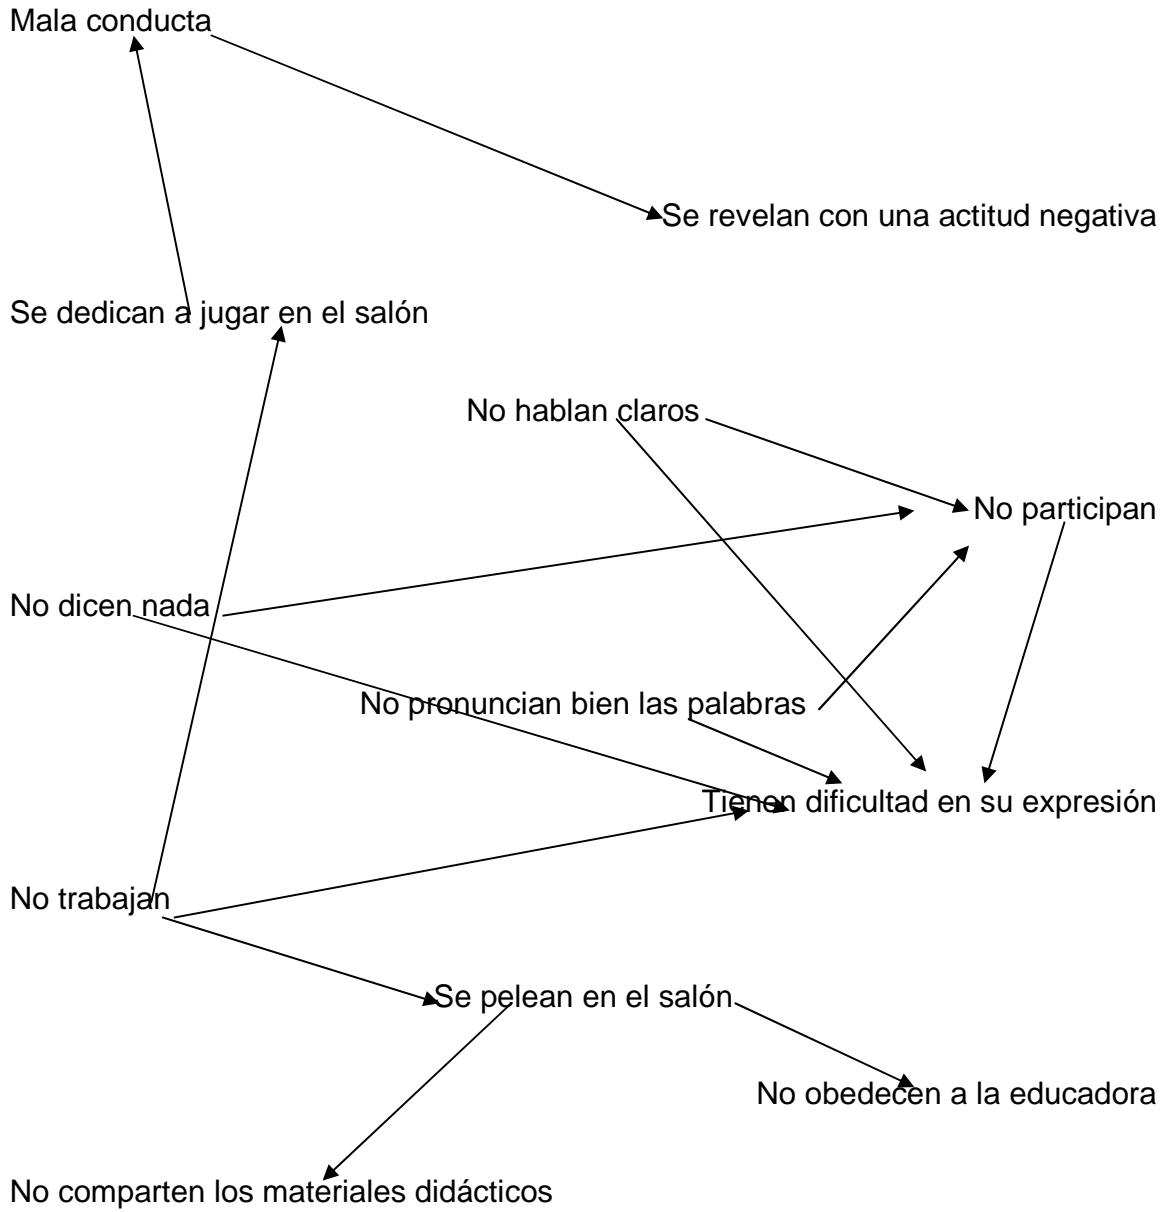 Mala conducta
Se revelan con una actitud negativa
Se dedican a jugar en el salón
No hablan claros
No participan
No dicen nada
No pronuncian bien las palabras
Tienen dificultad en su expresión
No trabajan
Se pelean en el salón
No obedecen a la educadora
No comparten los materiales didácticos